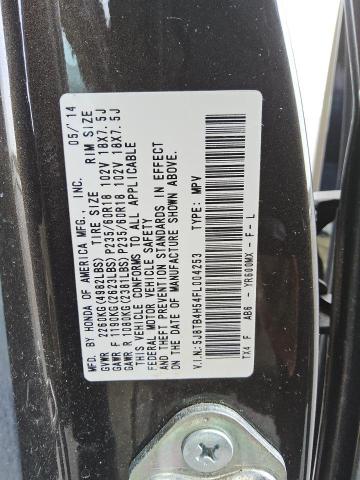 MFD. BY HONDA OF AMERICA MFG., INC. 05/'14
GVWR 2260KG(4982LBS) TIRE SIZE RIM SIZE
GAWR F 1190KG(2623LBS)P235/60R18 102V 18X7.5J
GAWR R 1080KG(2381LBS)P235/60R18 102V 18X7.5J
THIS VEHICLE CONFORMS TO ALL APPLICABLE
FEDERAL MOTOR VEHICLE SAFETY
AND THEFT PREVENTION STANDARDS IN EFFECT
ON THE DATE OF MANUFACTURE
SHOWN ABOVE.
V.I.N.:5J8TB4H54FL004253 TYPE: MPV
TX4 F AB6 - YR600MX - F - L